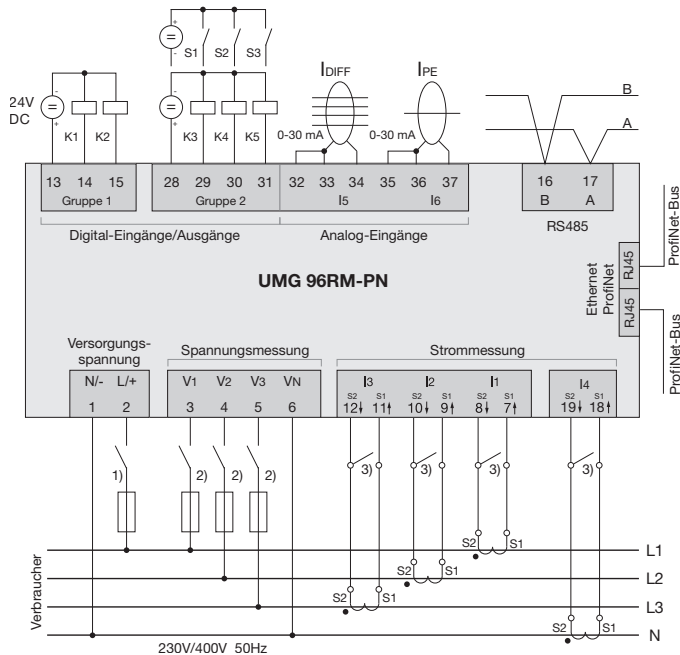 S1 S2 S3
IDIFF IPE
24V
DC
K1 K2 K3 K4 K5
0-30 mA 0-30 mA
B
A
13 14 15 28 29 30 31 32 33 34 35 36 37 16 17
Gruppe 1 Gruppe 2 I5 I6 B A
RS485
Digital-Eingänge/Ausgänge Analog-Eingänge
ProfiNet-Bus
UMG 96RM-PN
Ethernet
ProfiNet
RJ45
RJ45
ProfiNet-Bus
Versorgungs-
spannung
Spannungsmessung Strommessung
N/- L/+ V1 V2 V3 VN I3 I2 I1 I4
S2 S1 S2 S1 S2 S1 S2 S1
1 2 3 4 5 6 12↓ 11↑ 10↓ 9↑ 8↓ 7↑ 19↓ 18↑
1) 2) 2) 2) 3) 3) 3) 3)
Verbraucher
S2 S1 L1
S2 S1 L2
S2 S1 L3
S2 S1 N
230V/400V 50Hz